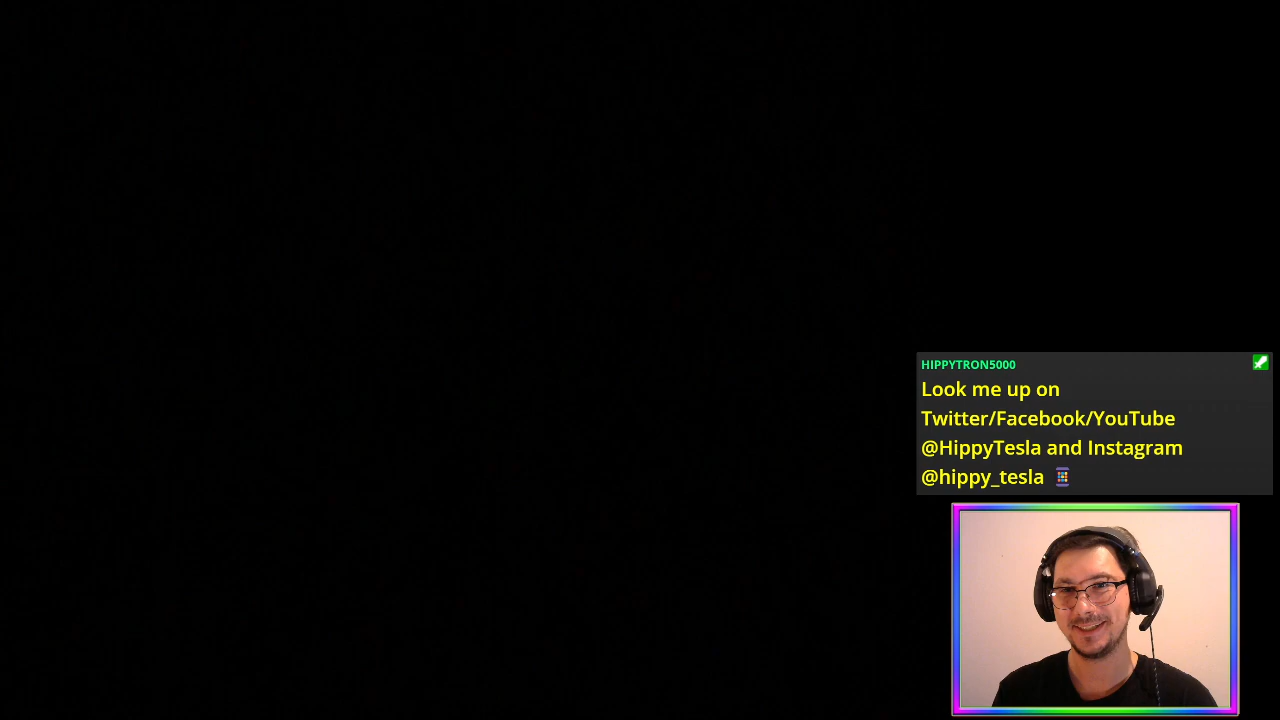 HIPPYTRON5000
Look me up on
Twitter/Facebook/YouTube
@HippyTesla and Instagram
@hippy_tesla